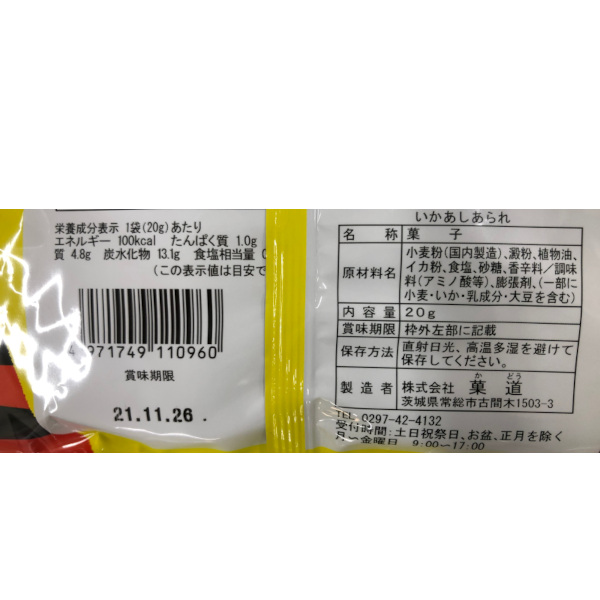 栄養成分表示 1袋(20g)あたり
エネルギー 100kcal たんぱく質 1.0g
質 4.8g 炭水化物 13.1g 食塩相当量
(この表示値は目安で
4971749 110960
賞味期限
21.11.26.
いかあしあられ
名称 菓子
原材料名 小麦粉(国内製造)、澱粉、植物油、
イカ粉、食塩、砂糖、香辛料/調味
料(アミノ酸等)、膨張剤、(一部に
小麦・いか・乳成分・大豆を含む)
内容量 20g
賞味期限 枠外左部に記載
保存方法 直射日光、高温多湿を避けて
保存してください。
か どう
製造者 株式会社 菓道
茨城県常総市古間木1503-3
TEL 0297-42-4132
受付時間:土日祝祭日、お盆、正月を除く
月〜金曜日 9:00〜17:00